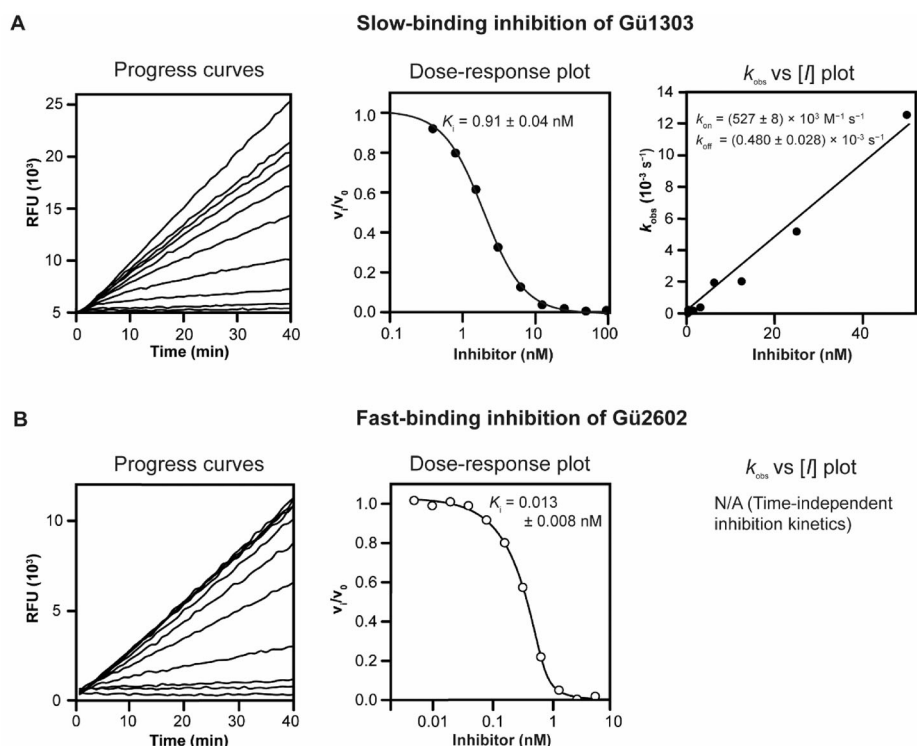 A
Slow-binding inhibition of Gü1303
Progress curves
RFU (10³)
25
20
15
10
5
0
10
20
30
40
Time (min)
Dose-response plot
Kᵢ = 0.91 ± 0.04 nM
vᵢ/v₀
1.0
0.8
0.6
0.4
0.2
0.0
0.1
1
10
100
Inhibitor (nM)
k_obs vs [I] plot
k_on = (527 ± 8) × 10³ M⁻¹ s⁻¹
k_off = (0.480 ± 0.028) × 10⁻³ s⁻¹
k_obs (10⁻³ s⁻¹)
14
12
10
8
6
4
2
0
0
20
40
Inhibitor (nM)
B
Fast-binding inhibition of Gü2602
Progress curves
RFU (10³)
10
5
0
0
10
20
30
40
Time (min)
Dose-response plot
Kᵢ = 0.013
± 0.008 nM
vᵢ/v₀
1.0
0.8
0.6
0.4
0.2
0.0
0.01
0.1
1
10
Inhibitor (nM)
k_obs vs [I] plot
N/A (Time-independent
inhibition kinetics)